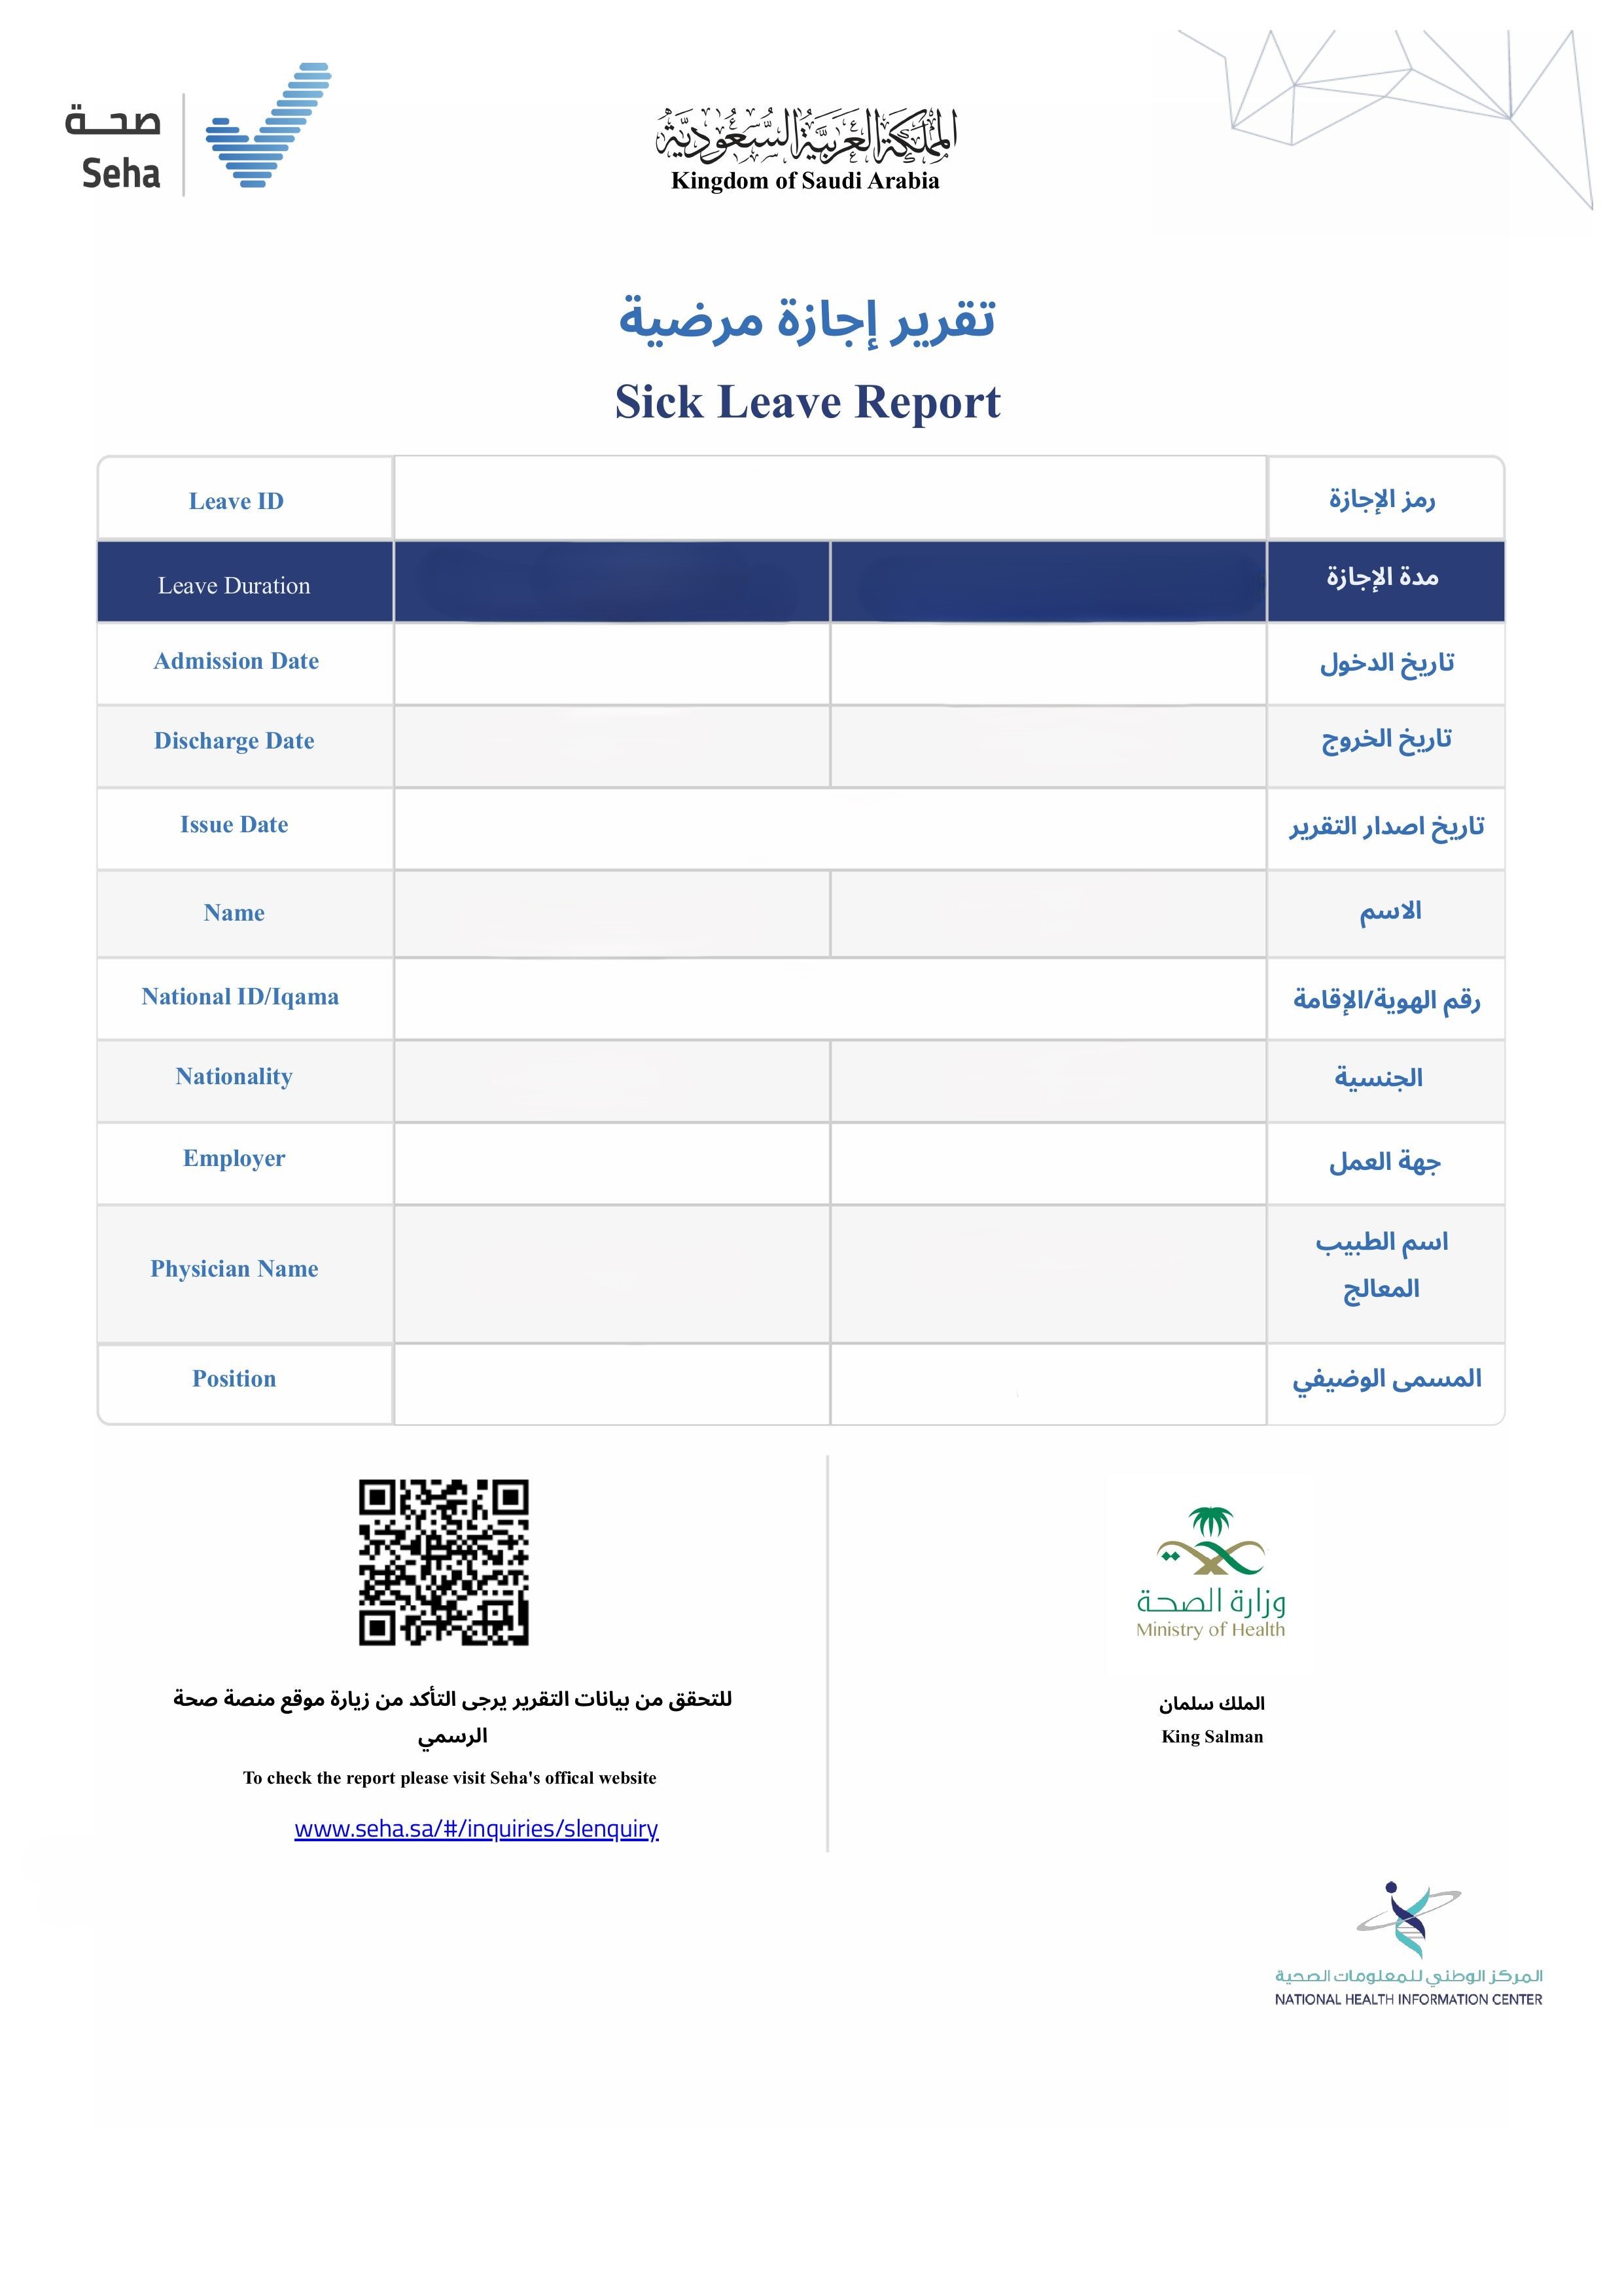 صحة
Seha
المملكة العربية السعودية
Kingdom of Saudi Arabia
تقرير إجازة مرضية
Sick Leave Report
Leave ID
رمز الإجازة
Leave Duration
مدة الإجازة
Admission Date
تاريخ الدخول
Discharge Date
تاريخ الخروج
Issue Date
تاريخ اصدار التقرير
Name
الاسم
National ID/Iqama
رقم الهوية/الإقامة
Nationality
الجنسية
Employer
جهة العمل
Physician Name
اسم الطبيب
المعالج
Position
المسمى الوضيفي
للتحقق من بيانات التقرير يرجى التأكد من زيارة موقع منصة صحة
الرسمي
To check the report please visit Seha's offical website
www.seha.sa/#/inquiries/slenquiry
وزارة الصحة
Ministry of Health
الملك سلمان
King Salman
المركز الوطني للمعلومات الصحية
NATIONAL HEALTH INFORMATION CENTER